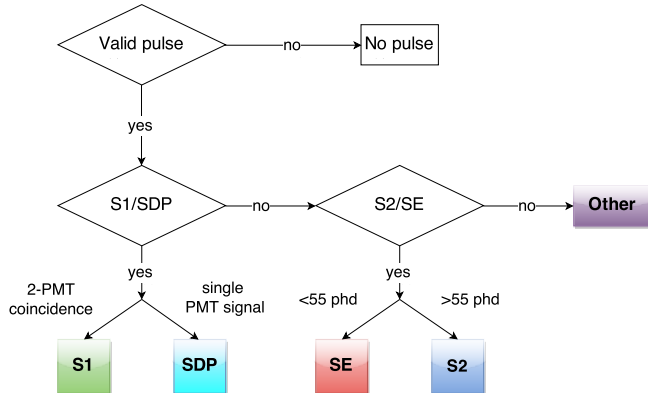 Valid pulse
no
No pulse
yes
S1/SDP
no
S2/SE
no
Other
yes
yes
2-PMT
coincidence
single
PMT signal
<55 phd
>55 phd
S1
SDP
SE
S2